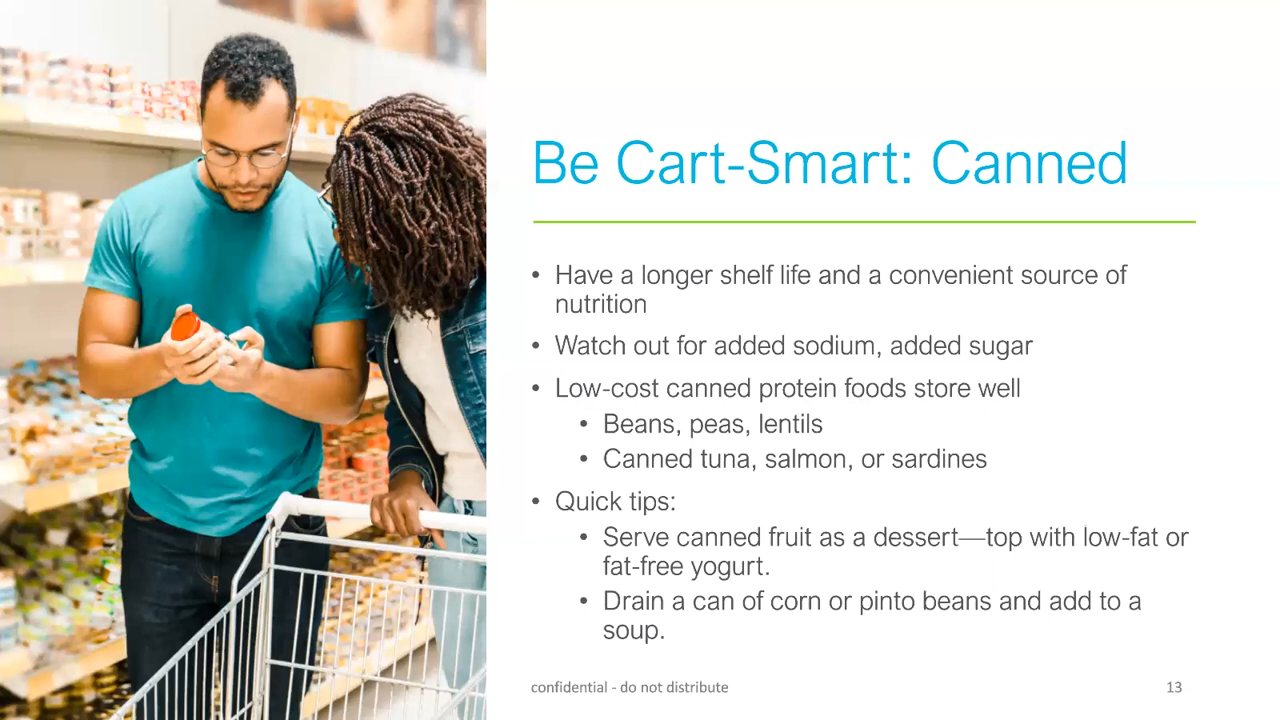 Be Cart-Smart: Canned
• Have a longer shelf life and a convenient source of
nutrition
• Watch out for added sodium, added sugar
• Low-cost canned protein foods store well
• Beans, peas, lentils
• Canned tuna, salmon, or sardines
• Quick tips:
• Serve canned fruit as a dessert—top with low-fat or
fat-free yogurt.
• Drain a can of corn or pinto beans and add to a
soup.
confidential - do not distribute
13